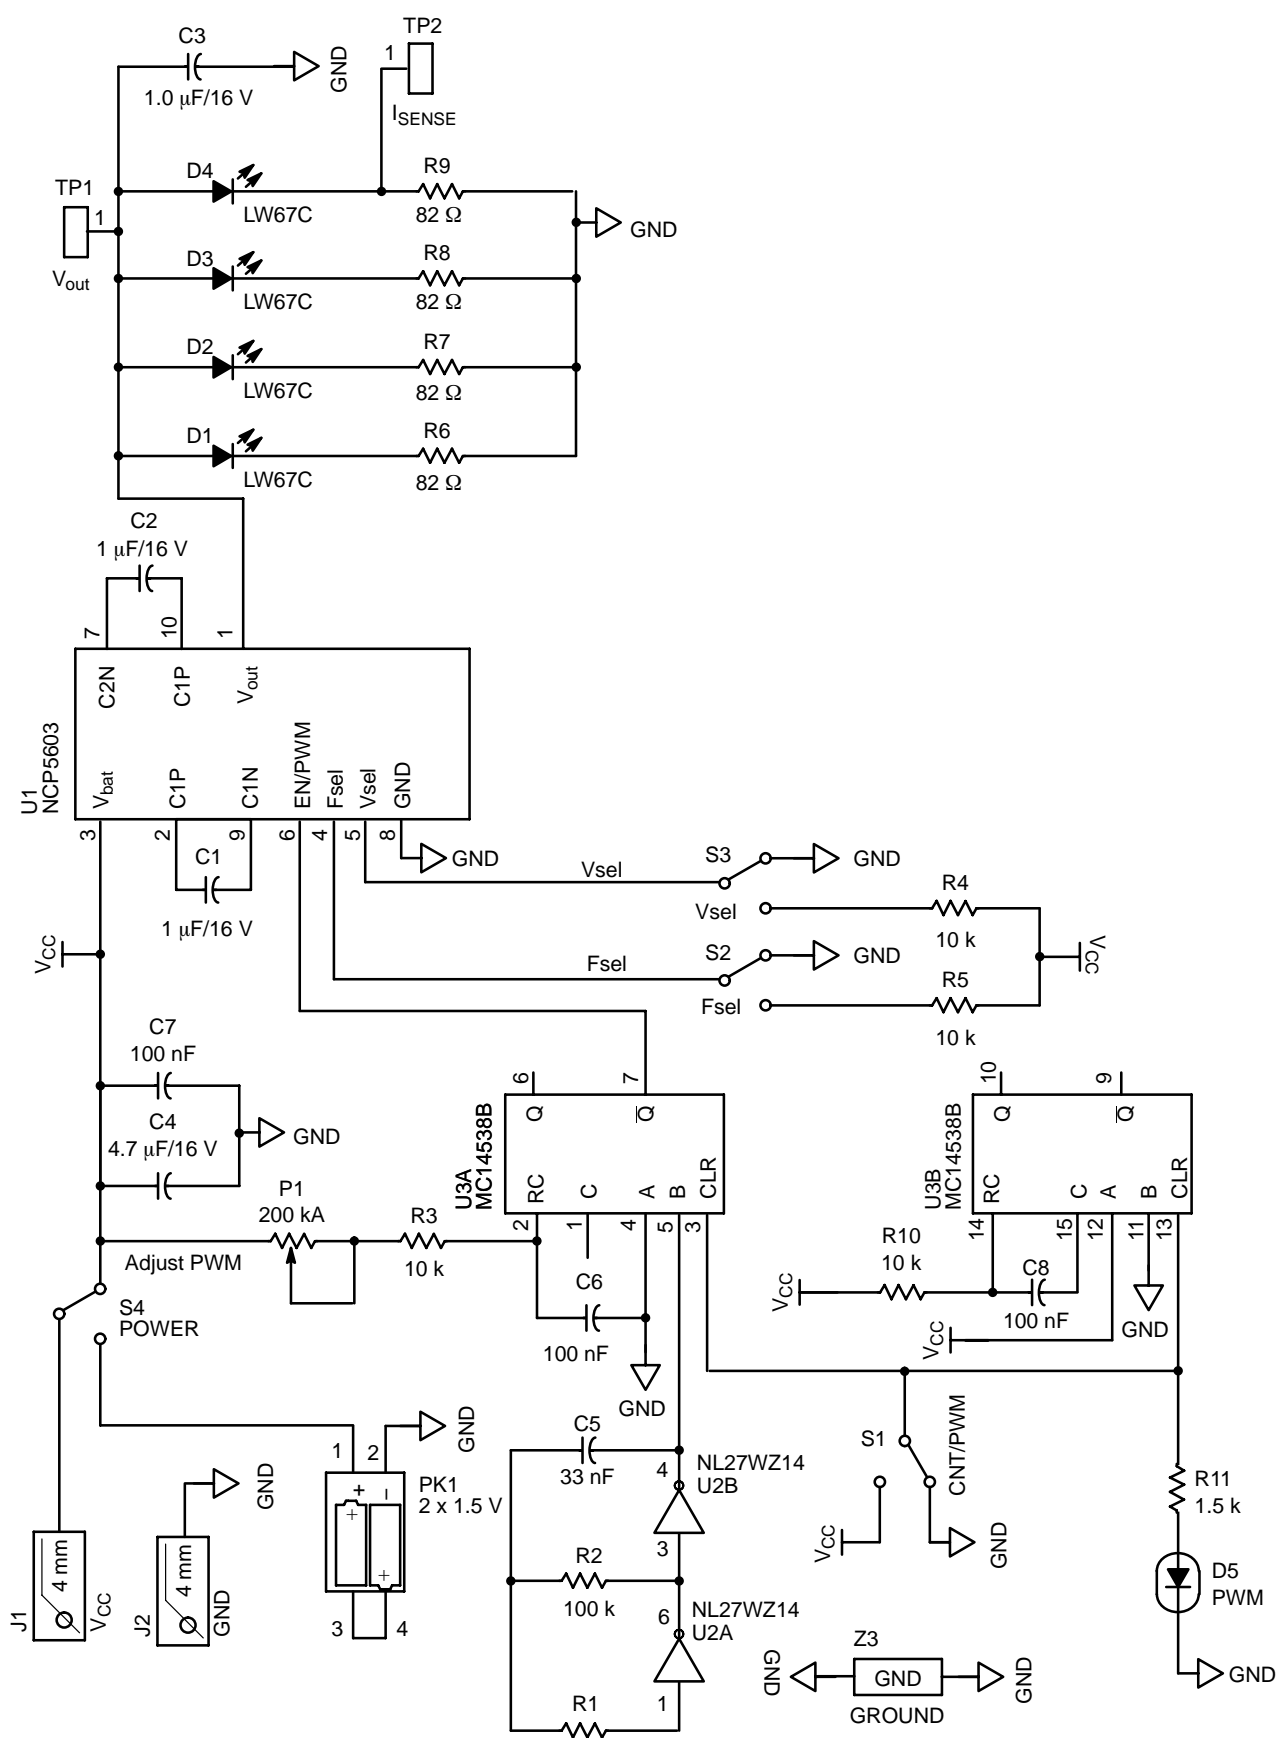 TP2
1
ISENSE
C3
1.0 μF/16 V
GND
TP1
1
Vout
D4
LW67C
R9
82 Ω
GND
D3
LW67C
R8
82 Ω
D2
LW67C
R7
82 Ω
D1
LW67C
R6
82 Ω
C2
1 μF/16 V
7
10
1
C2N
C1P
Vout
U1
NCP5603
Vbat
C1P
C1N
EN/PWM
Fsel
Vsel
GND
3
2
9
6
4
5
8
GND
C1
1 μF/16 V
Vsel
S3
GND
Vsel
R4
10 k
VCC
VCC
Fsel
S2
GND
Fsel
R5
10 k
C7
100 nF
C4
4.7 μF/16 V
GND
P1
200 kA
Adjust PWM
R3
10 k
6
7
Q
Q̅
U3A
MC14538B
RC
C
A
B
CLR
2
1
4
5
3
C6
100 nF
GND
10
9
Q
Q̅
U3B
MC14538B
RC
C
A
B
CLR
14
15
12
11
13
R10
10 k
VCC
C8
100 nF
VCC
GND
S4
POWER
1
2
GND
PK1
2 x 1.5 V
+
−
+
+
3
4
J1
4 mm
VCC
J2
4 mm
GND
GND
C5
33 nF
4
NL27WZ14
U2B
3
R2
100 k
6
NL27WZ14
U2A
1
R1
S1
CNT/PWM
VCC
GND
R11
1.5 k
D5
PWM
GND
Z3
GND
GND
GND
GROUND